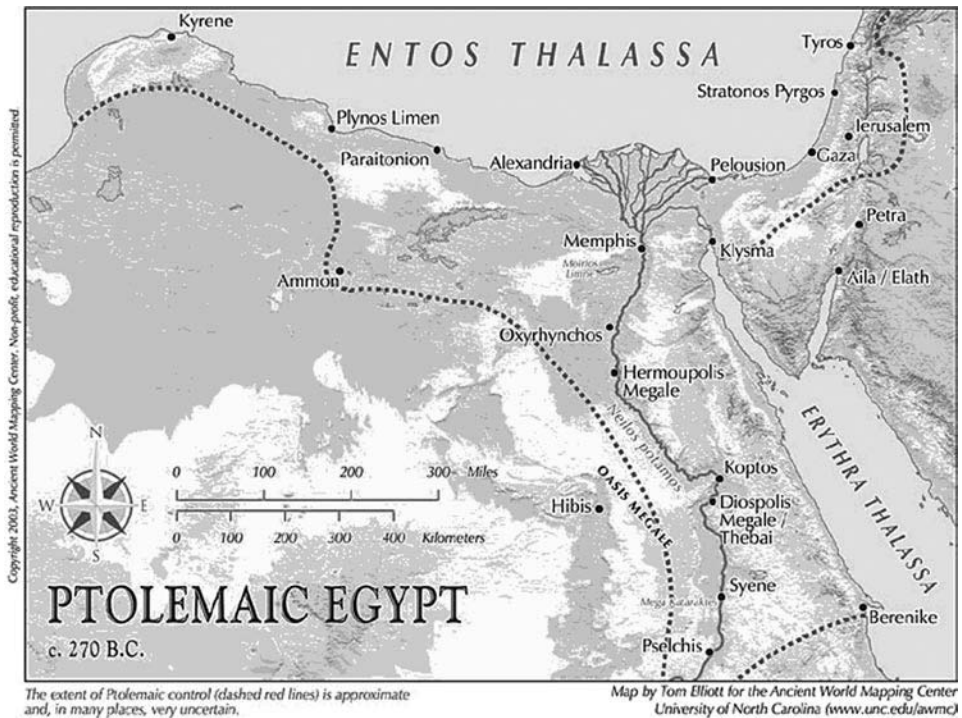 Kyrene
ENTOS THALASSA
Tyros
Stratonos Pyrgos
Plynos Limen
Ierusalem
Paraitonion
Alexandria
Pelousion
Gaza
Petra
Memphis
Klysma
Moirios
Limne
Ammon
Aila / Elath
Oxyrhynchos
Hermoupolis
Megale
Neilos potamos
ERYTHRA THALASSA
N
W E
S
0 100 200 300 Miles
0 100 200 300 400 Kilometers
Koptos
OASIS MEGALE
Hibis
Diospolis
Megale /
Thebai
Syene
Mega Kataraktes
Berenike
Pselchis
PTOLEMAIC EGYPT
c. 270 B.C.
Copyright 2003, Ancient World Mapping Center. Non-profit, educational reproduction is permitted.
The extent of Ptolemaic control (dashed red lines) is approximate
and, in many places, very uncertain.
Map by Tom Elliott for the Ancient World Mapping Center
University of North Carolina (www.unc.edu/awmc)